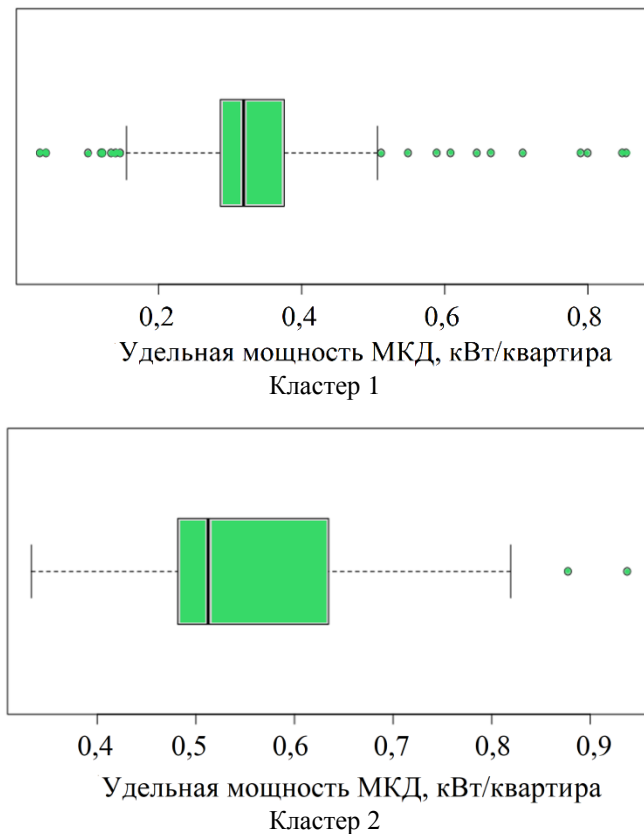 0,2 0,4 0,6 0,8
Удельная мощность МКД, кВт/квартира
Кластер 1
0,4 0,5 0,6 0,7 0,8 0,9
Удельная мощность МКД, кВт/квартира
Кластер 2